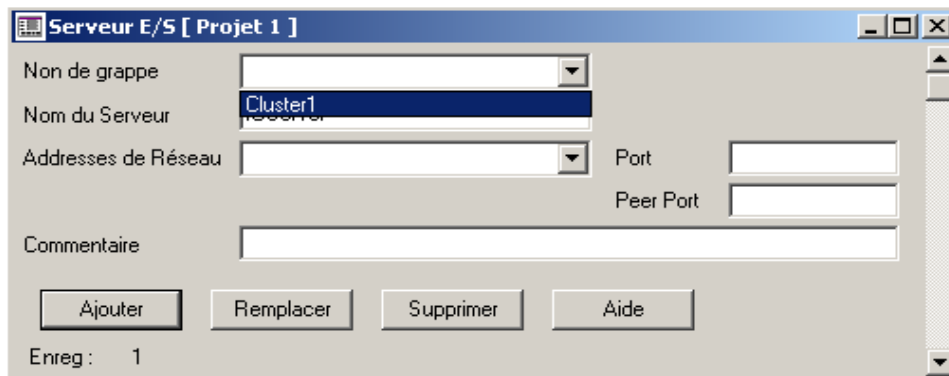 Serveur E/S [ Projet 1 ]
Non de grappe
Cluster1
Nom du Serveur
Addresses de Réseau
Port
Peer Port
Commentaire
Ajouter Remplacer Supprimer Aide
Enreg : 1